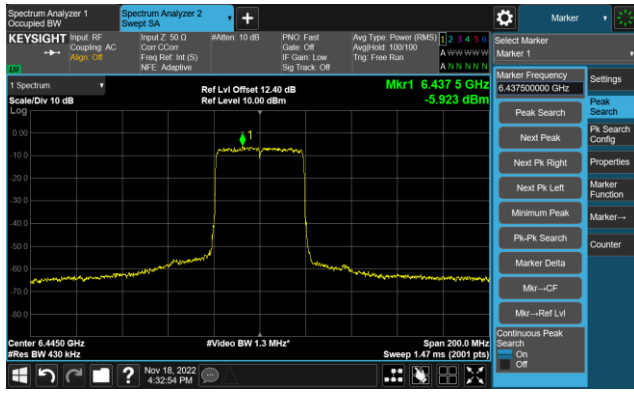 Spectrum Analyzer 1
Occupied BW
Spectrum Analyzer 2
Swept SA
Marker
KEYSIGHT
Input: RF
Coupling: AC
Align: Off
Input Z: 50 Ω
Corr CCorr
Freq Ref: Int (S)
NFE: Adaptive
#Atten: 10 dB
PNO: Fast
Gate: Off
IF Gain: Low
Sig Track: Off
Avg Type: Power (RMS)
Avg|Hold: 100/100
Trig: Free Run
1 2 3 4 5 6
A W W W W W
A N N N N N
Select Marker
Marker 1
1 Spectrum
Scale/Div 10 dB
Log
Ref Lvl Offset 12.40 dB
Ref Level 10.00 dBm
Mkr1 6.437 5 GHz
-5.923 dBm
1
0.00
-10.0
-20.0
-30.0
-40.0
-50.0
-60.0
-70.0
-80.0
Center 6.4450 GHz
#Res BW 430 kHz
#Video BW 1.3 MHz*
Span 200.0 MHz
Sweep 1.47 ms (2001 pts)
Marker Frequency
6.437500000 GHz
Peak Search
Next Peak
Next Pk Right
Next Pk Left
Minimum Peak
Pk-Pk Search
Marker Delta
Mkr→CF
Mkr→Ref Lvl
Continuous Peak
Search
On
Off
Settings
Peak
Search
Pk Search
Config
Properties
Marker
Function
Marker→
Counter
?
Nov 18, 2022
4:32:54 PM